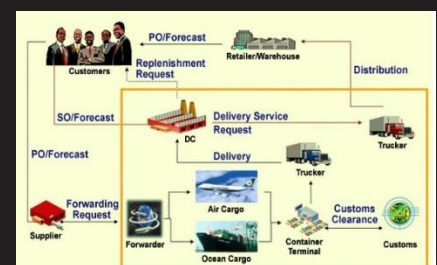 PO/Forecast
Customers
Retailer/Warehouse
Replenishment
Request
Distribution
SO/Forecast
Delivery Service
Request
DC
Trucker
PO/Forecast
Delivery
Trucker
Forwarding
Request
Air Cargo
Customs
Clearance
Supplier
Forwarder
Ocean Cargo
Container
Terminal
Customs